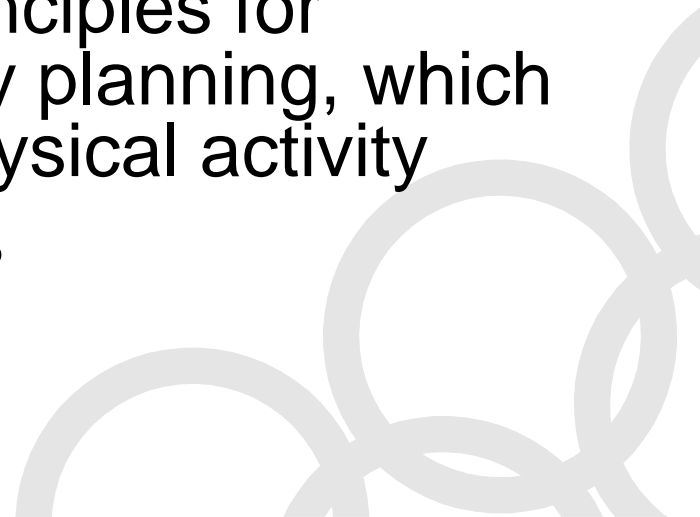 nciples for
y planning, which
ysical activity